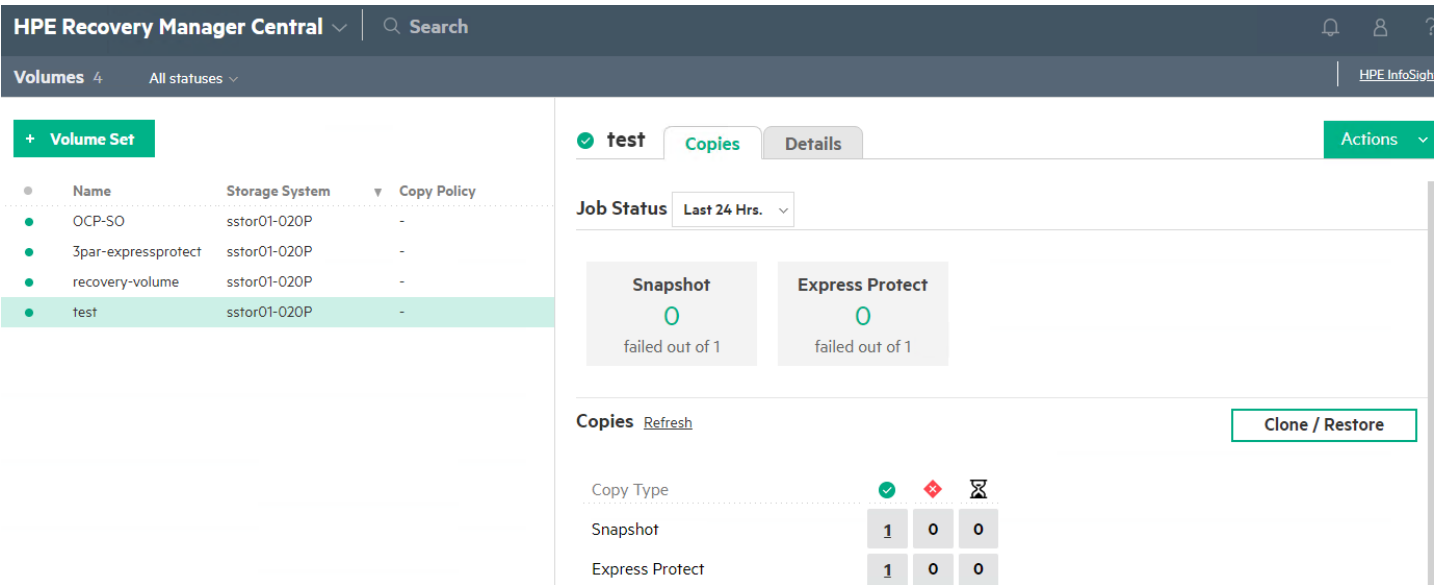 HPE Recovery Manager Central Search ?
Volumes 4 All statuses HPE InfoSigh
+ Volume Set
test Copies Details Actions
Name Storage System Copy Policy
OCP-SO sstor01-020P -
3par-expressprotect sstor01-020P -
recovery-volume sstor01-020P -
test sstor01-020P -
Job Status Last 24 Hrs.
Snapshot Express Protect
0 0
failed out of 1 failed out of 1
Copies Refresh Clone / Restore
Copy Type
Snapshot 1 0 0
Express Protect 1 0 0